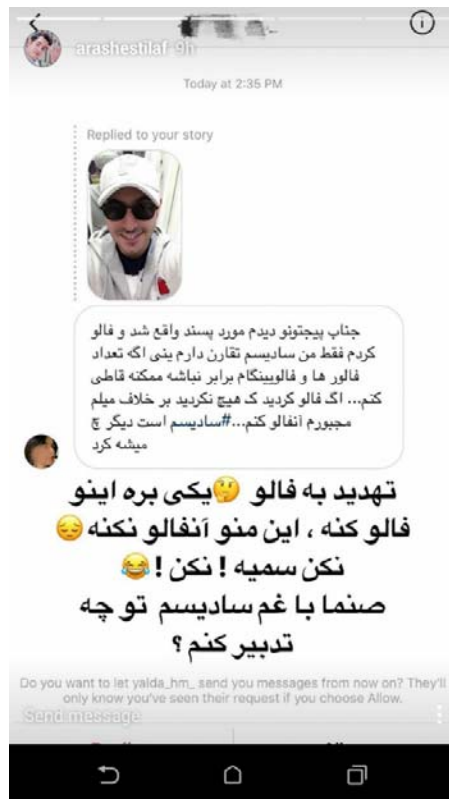 arashestilaf 9h
Today at 2:35 PM
Replied to your story
جناب پیجتونو دیدم مورد پسند واقع شد و فالو
کردم فقط من سادیسم تقارن دارم ینی اگه تعداد
فالور ها و فالویینگام برابر نباشه ممکنه قاطی
کنم... اگ فالو کردید ک هیچ نکردید بر خلاف میلم
مجبورم آنفالو کنم...#سادیسم است دیگر چ
میشه کرد
تهدید به فالو 🤔یکی بره اینو
فالو کنه ، این منو آنفالو نکنه😔
نکن سمیه ! نکن !😂
صنما با غم سادیسم تو چه
تدبیر کنم ؟
Do you want to let yalda_hm_ send you messages from now on? They'll
only know you've seen their request if you choose Allow.
Send message